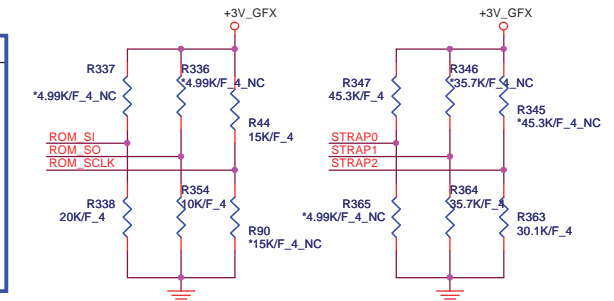 +3V_GFX
R337
*4.99K/F_4_NC
R336
*4.99K/F_4_NC
R44
15K/F_4
ROM_SI
ROM_SO
ROM_SCLK
R338
20K/F_4
R354
10K/F_4
R90
*15K/F_4_NC
+3V_GFX
R347
45.3K/F_4
R346
*35.7K/F_4_NC
R345
*45.3K/F_4_NC
STRAP0
STRAP1
STRAP2
R365
*4.99K/F_4_NC
R364
35.7K/F_4
R363
30.1K/F_4